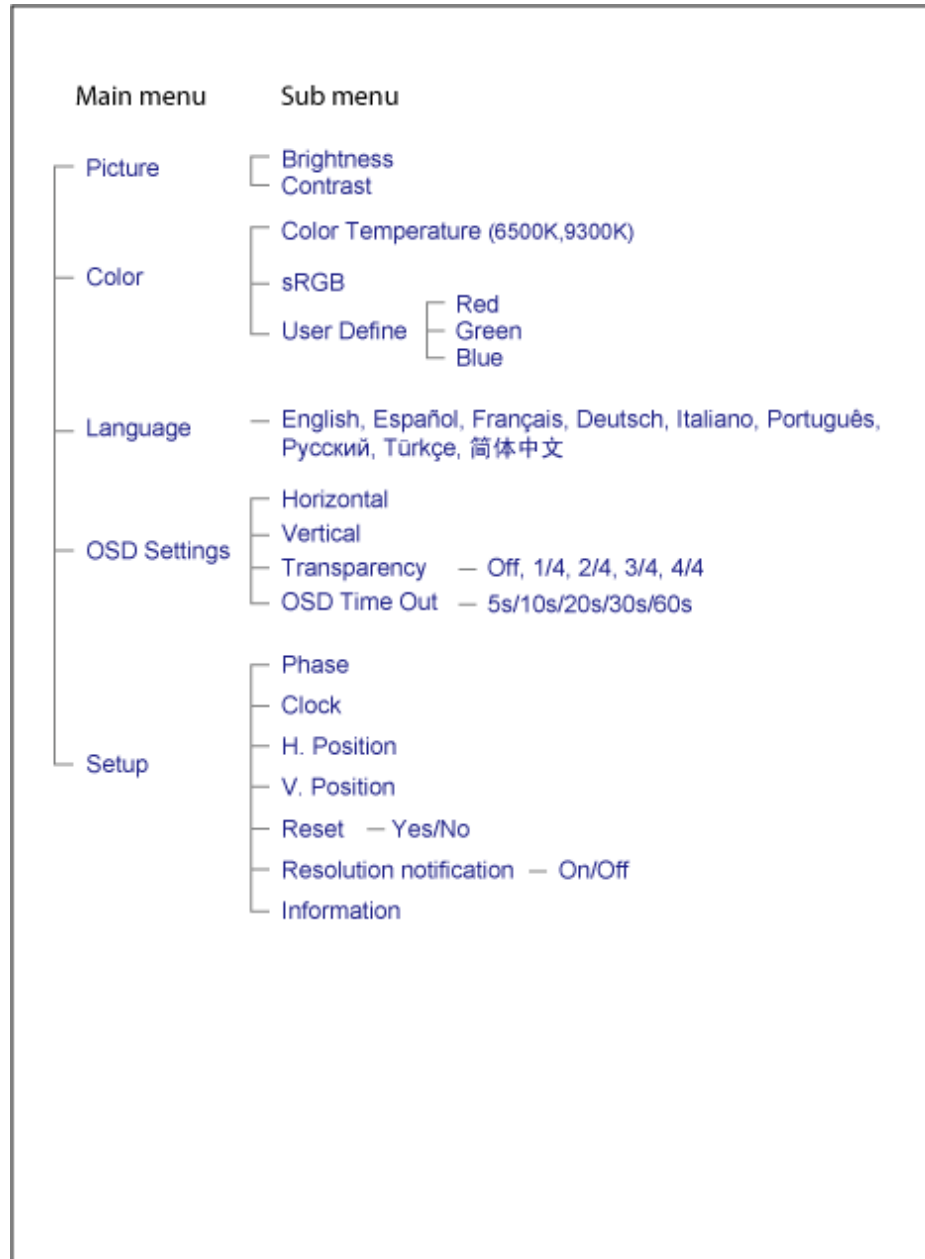 Main menu Sub menu
Picture Brightness
Contrast
Color Color Temperature (6500K,9300K)
sRGB
User Define Red
Green
Blue
Language English, Español, Français, Deutsch, Italiano, Português,
Русский, Türkçe, 简体中文
OSD Settings Horizontal
Vertical
Transparency Off, 1/4, 2/4, 3/4, 4/4
OSD Time Out 5s/10s/20s/30s/60s
Setup Phase
Clock
H. Position
V. Position
Reset Yes/No
Resolution notification On/Off
Information